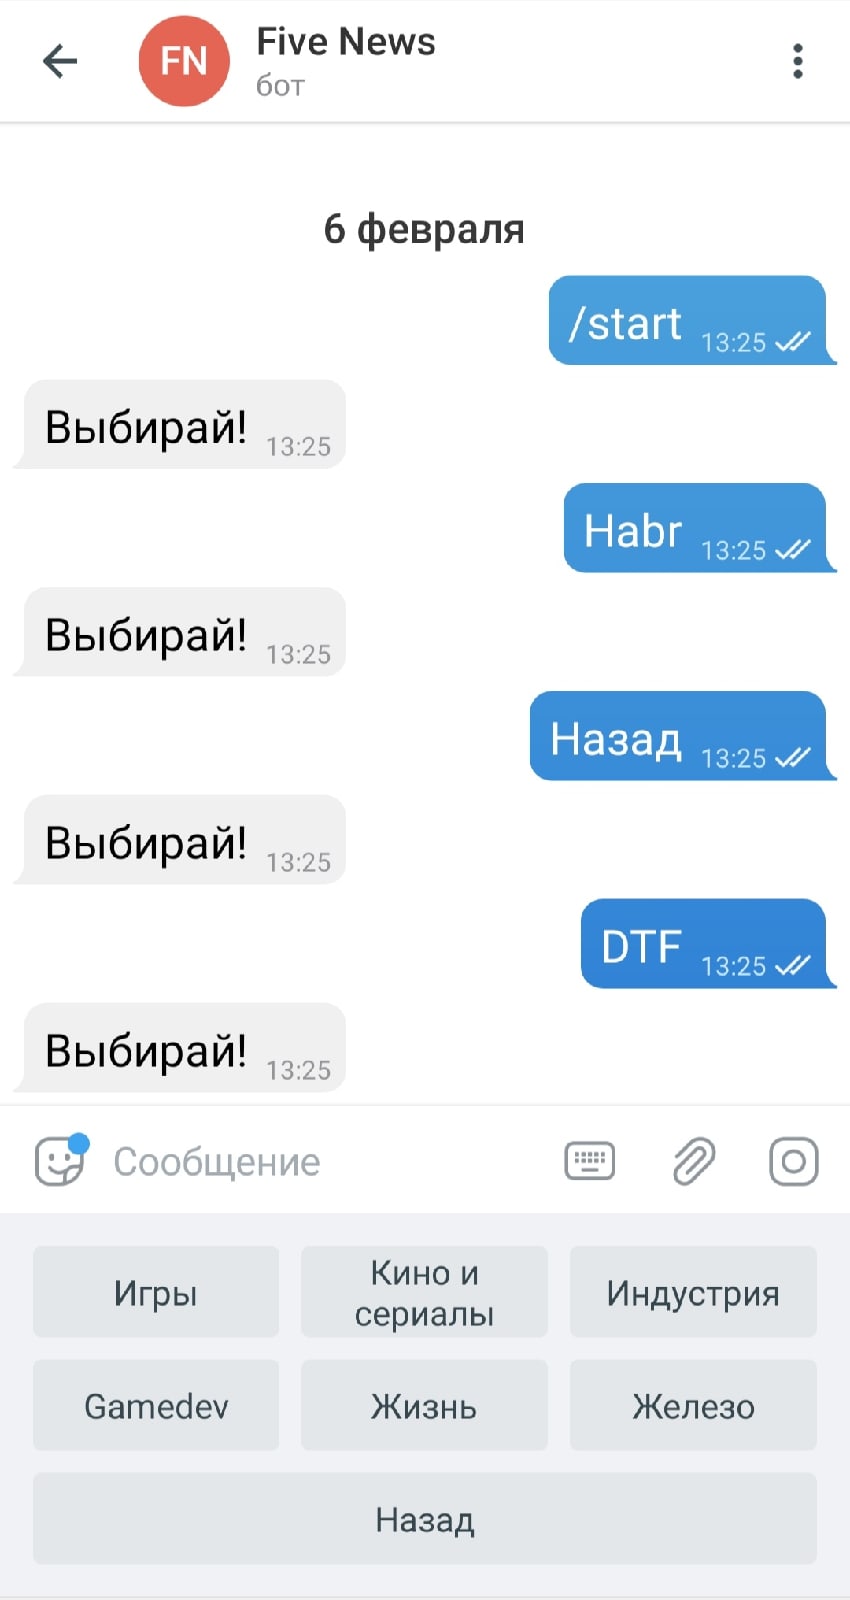 FN
Five News
бот
6 февраля
/start 13:25
Выбирай! 13:25
Habr 13:25
Выбирай! 13:25
Назад 13:25
Выбирай! 13:25
DTF 13:25
Выбирай! 13:25
Сообщение
Игры
Кино и
сериалы
Индустрия
Gamedev
Жизнь
Железо
Назад